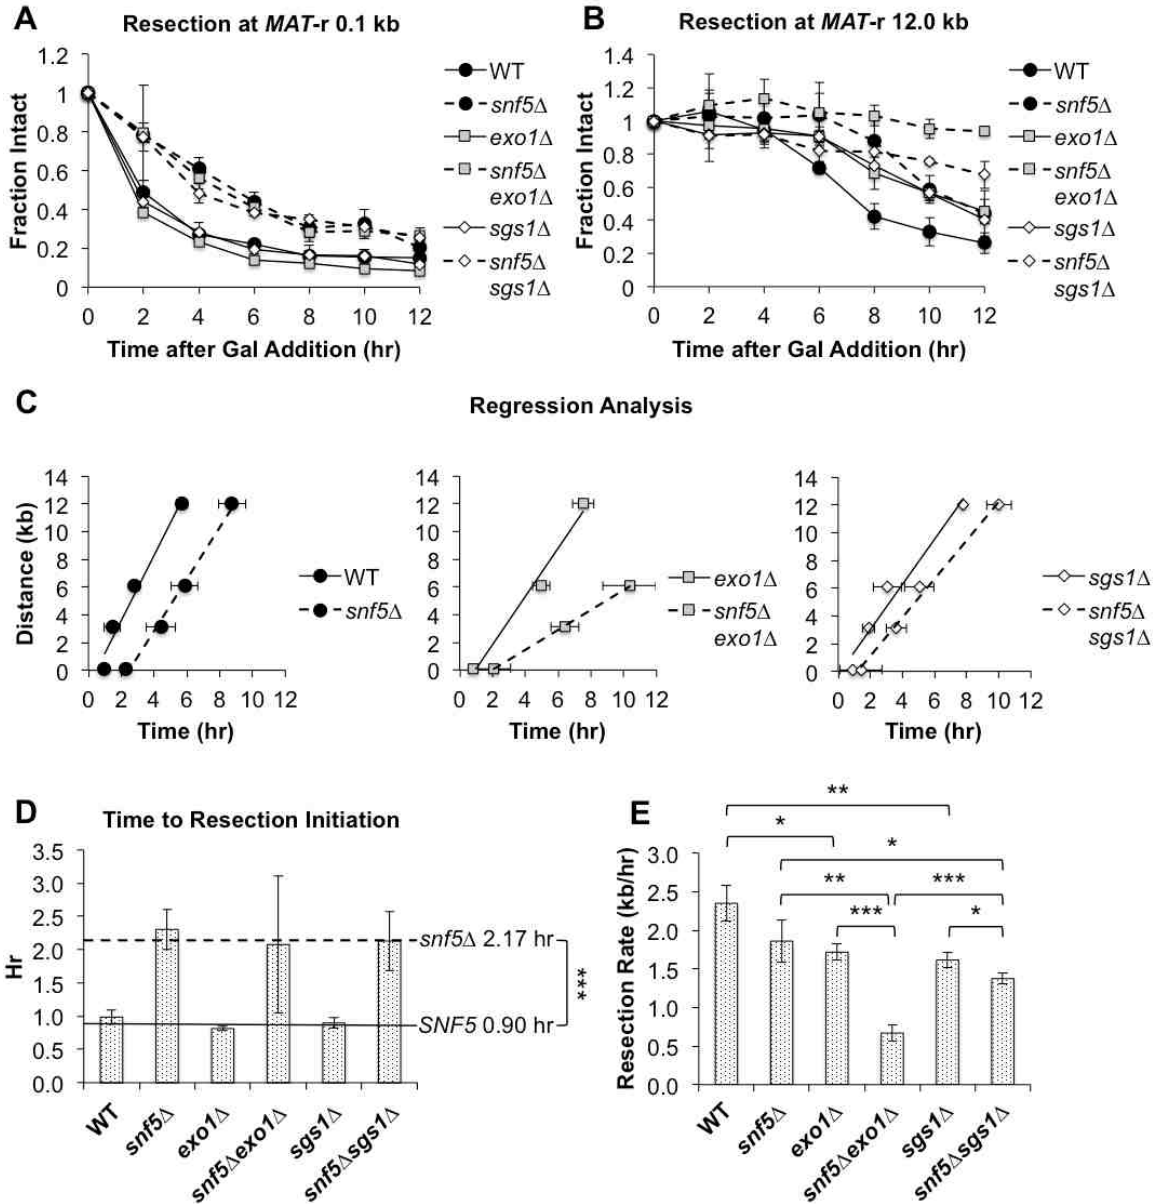 A
Resection at MAT-r 0.1 kb
1.2
1
0.8
0.6
0.4
0.2
0
Fraction Intact
0 2 4 6 8 10 12
Time after Gal Addition (hr)
WT
snf5Δ
exo1Δ
snf5Δ
exo1Δ
sgs1Δ
snf5Δ
sgs1Δ
B
Resection at MAT-r 12.0 kb
1.4
1.2
1
0.8
0.6
0.4
0.2
0
Fraction Intact
0 2 4 6 8 10 12
Time after Gal Addition (hr)
WT
snf5Δ
exo1Δ
snf5Δ
exo1Δ
sgs1Δ
snf5Δ
sgs1Δ
C
Regression Analysis
14
12
10
8
6
4
2
0
Distance (kb)
0 2 4 6 8 10 12
Time (hr)
WT
snf5Δ
14
12
10
8
6
4
2
0
0 2 4 6 8 10 12
Time (hr)
exo1Δ
snf5Δ
exo1Δ
14
12
10
8
6
4
2
0
0 2 4 6 8 10 12
Time (hr)
sgs1Δ
snf5Δ
sgs1Δ
D
Time to Resection Initiation
3.5
3.0
2.5
2.0
1.5
1.0
0.5
0.0
Hr
snf5Δ 2.17 hr
SNF5 0.90 hr
***
WT
snf5Δ
exo1Δ
snf5Δexo1Δ
sgs1Δ
snf5Δsgs1Δ
E
**
*
*
**
***
***
*
3.0
2.5
2.0
1.5
1.0
0.5
0.0
Resection Rate (kb/hr)
WT
snf5Δ
exo1Δ
snf5Δexo1Δ
sgs1Δ
snf5Δsgs1Δ